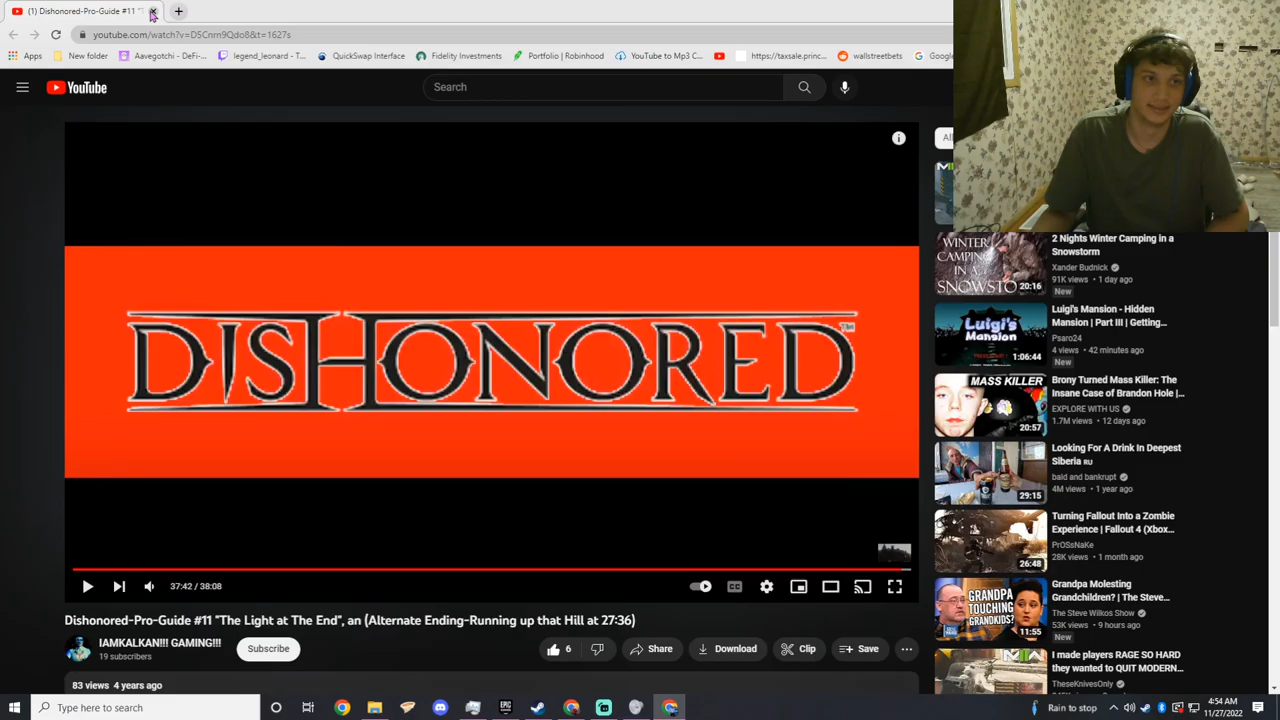 (1) Dishonored-Pro-Guide #11 "T
youtube.com/watch?v=D5Cnrn9Qdo8&t=1627s
Apps
New folder
Aavegotchi - DeFi-...
legend_leonard - T...
QuickSwap Interface
Fidelity Investments
Portfolio | Robinhood
YouTube to Mp3 C...
https://taxsale.princ...
wallstreetbets
Google
YouTube
Search
DISHONORED
TM
37:42 / 38:08
CC
Dishonored-Pro-Guide #11 "The Light at The End", an (Alternate Ending-Running up that Hill at 27:35)
IAMKALKAN!!! GAMING!!!
19 subscribers
Subscribe
6
Share
Download
Clip
Save
83 views 4 years ago
All
WINTER
CAMPING
IN A
SNOWSTO
20:16
2 Nights Winter Camping in a
Snowstorm
Xander Budnick
91K views • 1 day ago
New
Luigi's
Mansion
1:06:44
Luigi's Mansion - Hidden
Mansion | Part III | Getting...
Psaro24
4 views • 42 minutes ago
New
MASS KILLER
20:57
Brony Turned Mass Killer: The
Insane Case of Brandon Hole |...
EXPLORE WITH US
1.7M views • 12 days ago
29:15
Looking For A Drink In Deepest
Siberia RU
bald and bankrupt
4M views • 1 year ago
26:48
Turning Fallout Into a Zombie
Experience | Fallout 4 (Xbox...
PrOSsNaKe
28K views • 1 month ago
GRANDPA
TOUCHING
GRANDKIDS?
11:55
Grandpa Molesting
Grandchildren? | The Steve...
The Steve Wilkos Show
53K views • 9 hours ago
New
I made players RAGE SO HARD
they wanted to QUIT MODERN...
TheseKnivesOnly
Type here to search
Rain to stop
4:54 AM
11/27/2022